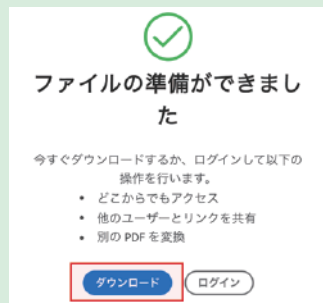 ファイルの準備ができまし
た
今すぐダウンロードするか、ログインして以下の
操作を行います。
• どこからでもアクセス
• 他のユーザーとリンクを共有
• 別の PDF を変換
ダウンロード ログイン